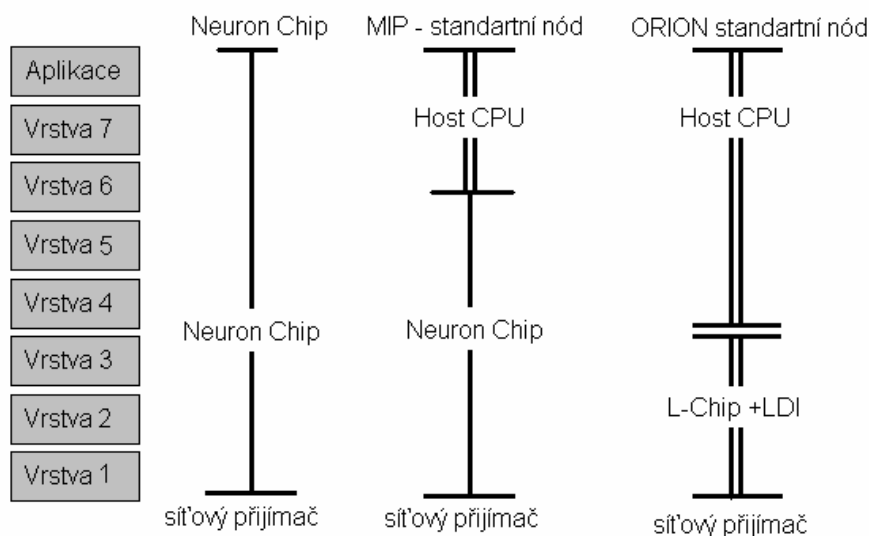 Neuron Chip
MIP - standartní nód
ORION standartní nód
Aplikace
Vrstva 7
Host CPU
Host CPU
Vrstva 6
Vrstva 5
Vrstva 4
Neuron Chip
Neuron Chip
Vrstva 3
Vrstva 2
L-Chip +LDI
Vrstva 1
síťový přijímač
síťový přijímač
síťový přijímač